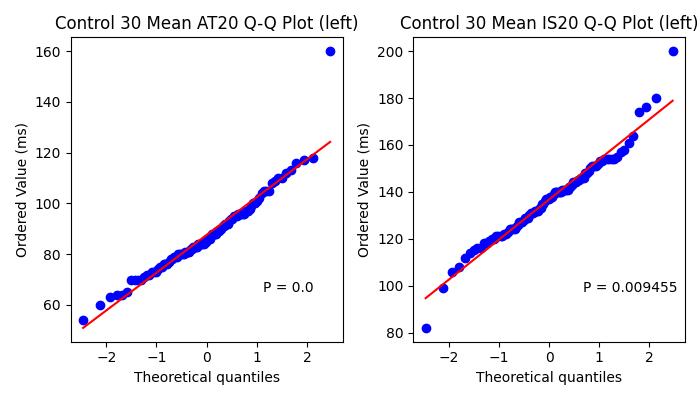 Control 30 Mean AT20 Q-Q Plot (left)
160
140
120
100
80
60
Ordered Value (ms)
P = 0.0
−2
−1
0
1
2
Theoretical quantiles
Control 30 Mean IS20 Q-Q Plot (left)
200
180
160
140
120
100
80
Ordered Value (ms)
P = 0.009455
−2
−1
0
1
2
Theoretical quantiles